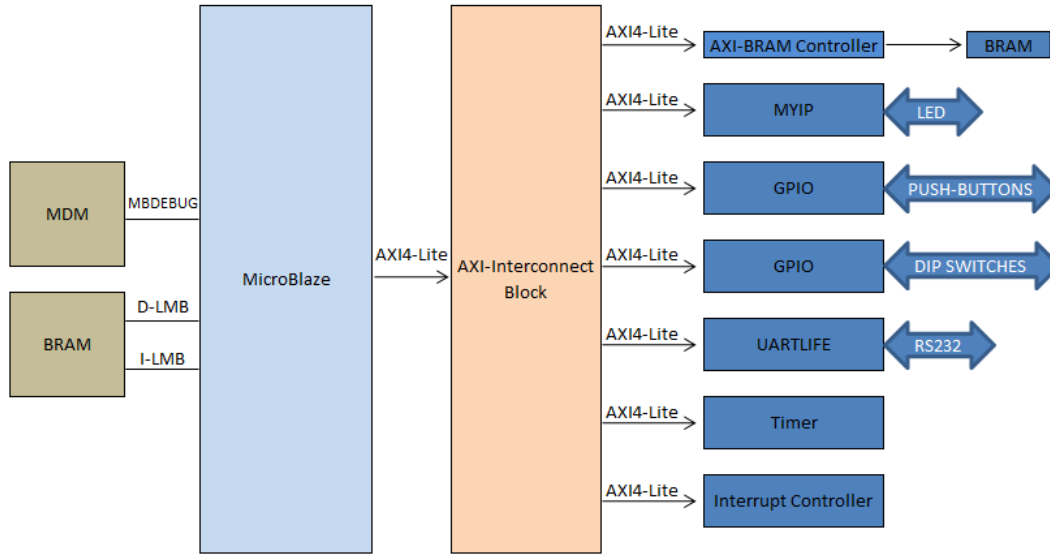 AXI4-Lite
AXI-BRAM Controller
BRAM
AXI4-Lite
MYIP
LED
MDM
MBDEBUG
AXI4-Lite
GPIO
PUSH-BUTTONS
MicroBlaze
AXI4-Lite
AXI-Interconnect
Block
AXI4-Lite
GPIO
DIP SWITCHES
BRAM
D-LMB
I-LMB
AXI4-Lite
UARTLIFE
RS232
AXI4-Lite
Timer
AXI4-Lite
Interrupt Controller